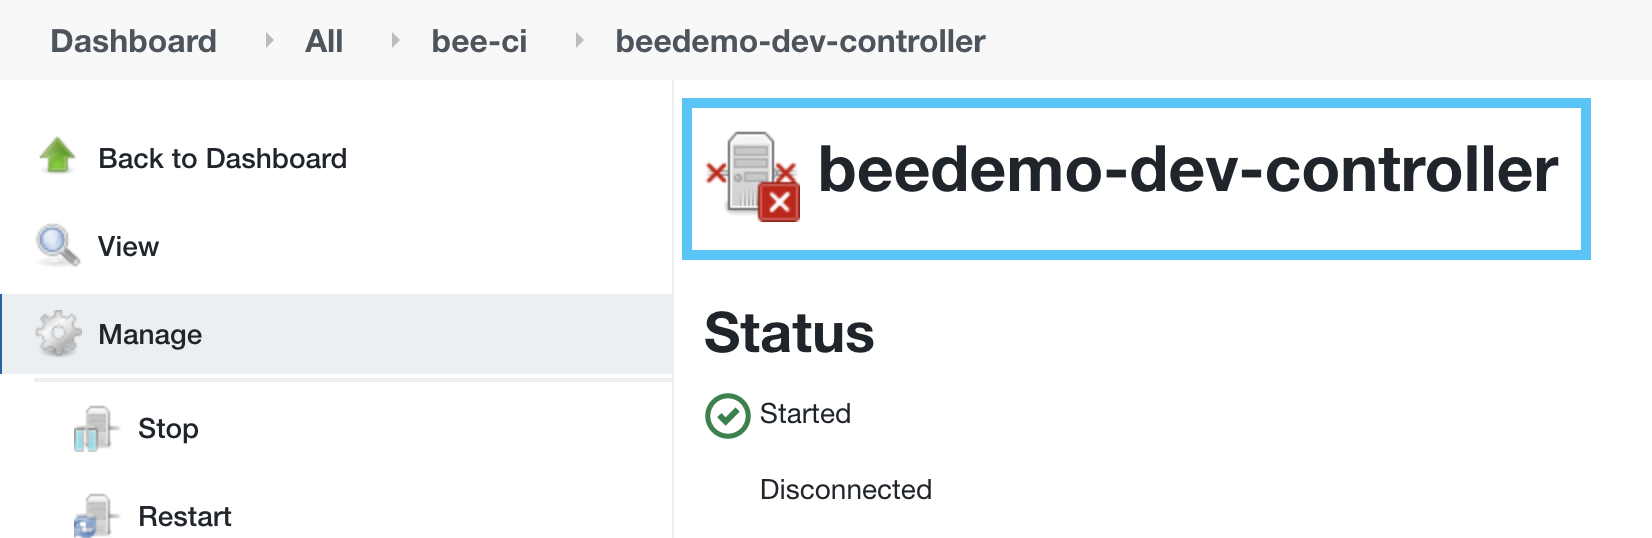 Dashboard All bee-ci beedemo-dev-controller
Back to Dashboard
View
Manage
Stop
Restart
beedemo-dev-controller
Status
Started
Disconnected